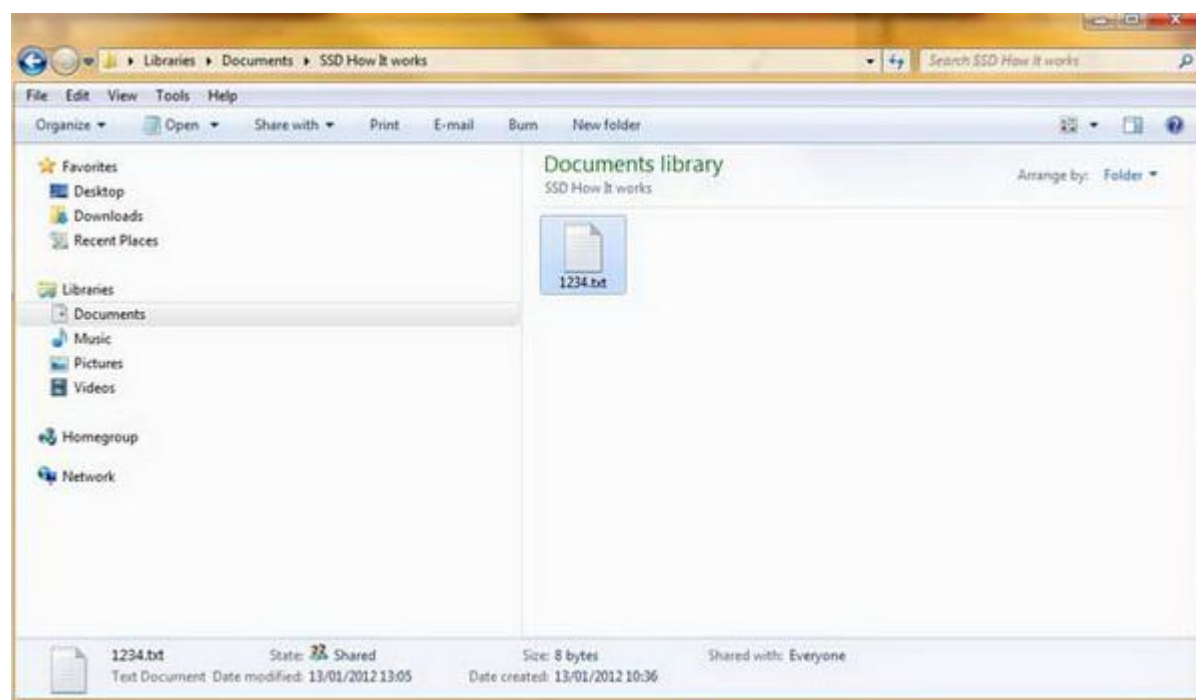 Libraries ▸ Documents ▸ SSD How It works
Search SSD How It works
File Edit View Tools Help
Organize Open Share with Print E-mail Burn New folder
Favorites
Desktop
Downloads
Recent Places
Libraries
Documents
Music
Pictures
Videos
Homegroup
Network
Documents library
SSD How It works
Arrange by: Folder
1234.txt
1234.txt State: Shared Size: 8 bytes Shared with: Everyone
Text Document Date modified: 13/01/2012 13:05 Date created: 13/01/2012 10:36